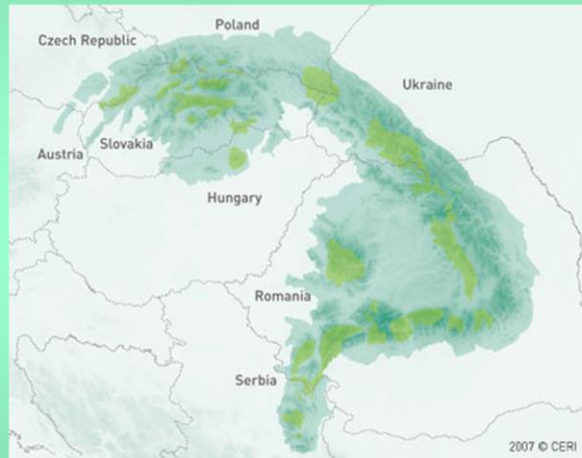 Poland
Czech Republic
Ukraine
Slovakia
Austria
Hungary
Romania
Serbia
2007 © CERI